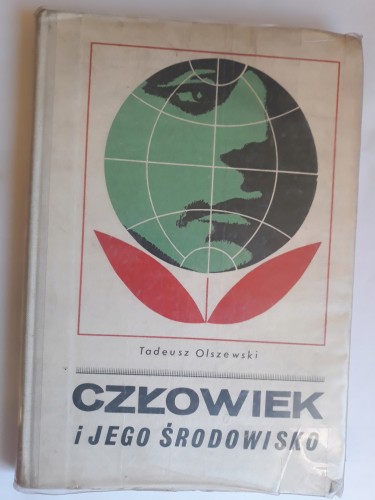 Tadeusz Olszewski
CZŁOWIEK
i JEGO ŚRODOWISKO